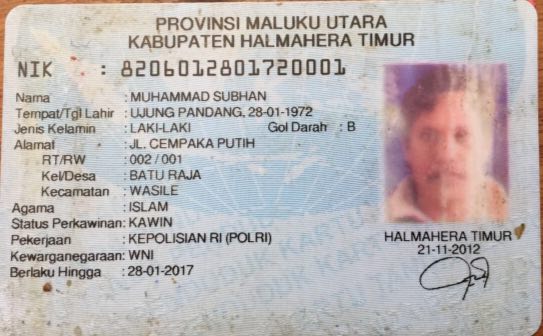 PROVINSI MALUKU UTARA
KABUPATEN HALMAHERA TIMUR
NIK : 8206012801720001
Nama : MUHAMMAD SUBHAN
Tempat/Tgl Lahir : UJUNG PANDANG, 28-01-1972
Jenis Kelamin : LAKI-LAKI Gol Darah : B
Alamat : JL. CEMPAKA PUTIH
RT/RW : 002 / 001
Kel/Desa : BATU RAJA
Kecamatan : WASILE
Agama : ISLAM
Status Perkawinan: KAWIN
Pekerjaan : KEPOLISIAN RI (POLRI)
Kewarganegaraan: WNI
Berlaku Hingga : 28-01-2017
HALMAHERA TIMUR
21-11-2012